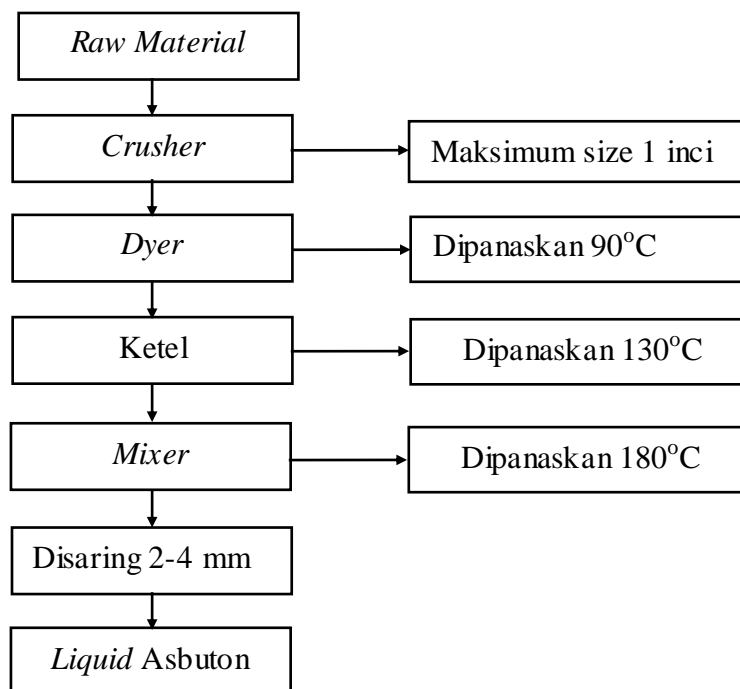 Raw Material
Crusher
Maksimum size 1 inci
Dyer
Dipanaskan 90°C
Ketel
Dipanaskan 130°C
Mixer
Dipanaskan 180°C
Disaring 2-4 mm
Liquid Asbuton